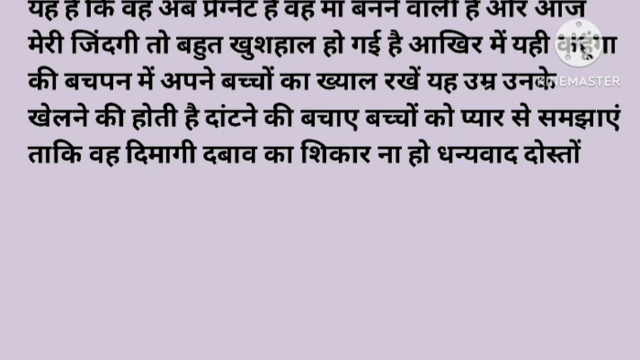 यह है कि वह अब प्रेग्नेंट है वह मां बनने वाली है और आज
मेरी जिंदगी तो बहुत खुशहाल हो गई है आखिर में यही कहूंगा
की बचपन में अपने बच्चों का ख्याल रखें यह उम्र उनके
KINEMASTER
खेलने की होती है दांटने की बचाए बच्चों को प्यार से समझाएं
ताकि वह दिमागी दबाव का शिकार ना हो धन्यवाद दोस्तों